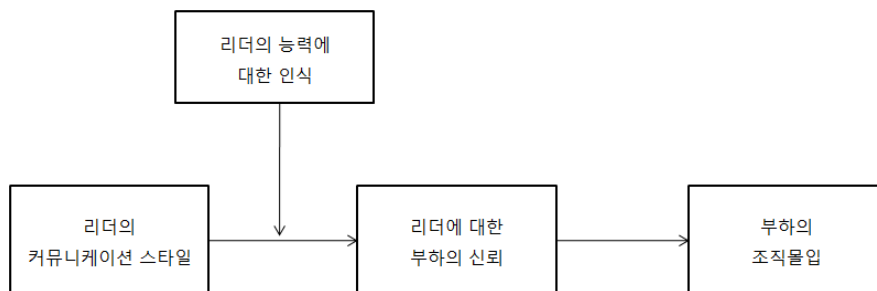 리더의 능력에
대한 인식
리더의
커뮤니케이션 스타일
리더에 대한
부하의 신뢰
부하의
조직몰입